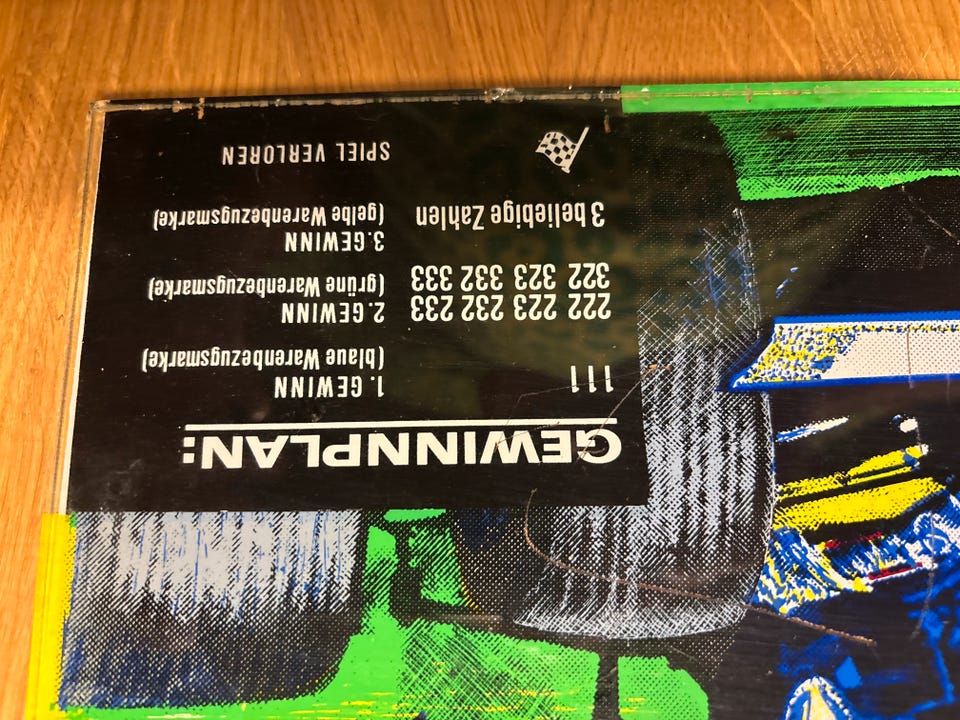 GEWINNPLAN:
111 1. GEWINN
(blaue Warenbezugsmarke)
222 223 232 233 2. GEWINN
322 323 332 333 (grüne Warenbezugsmarke)
3. GEWINN
3 beliebige Zahlen (gelbe Warenbezugsmarke)
SPIEL VERLOREN